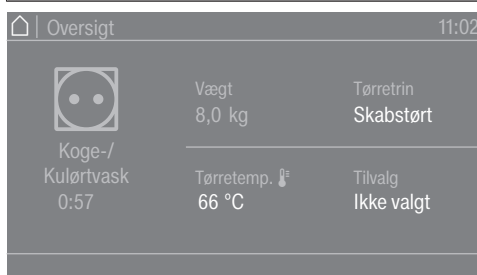 Oversigt 11:02
Koge-/
Kulørtvask
0:57
Vægt
8,0 kg
Tørretrin
Skabstørt
Tørretemp.
66 °C
Tilvalg
Ikke valgt